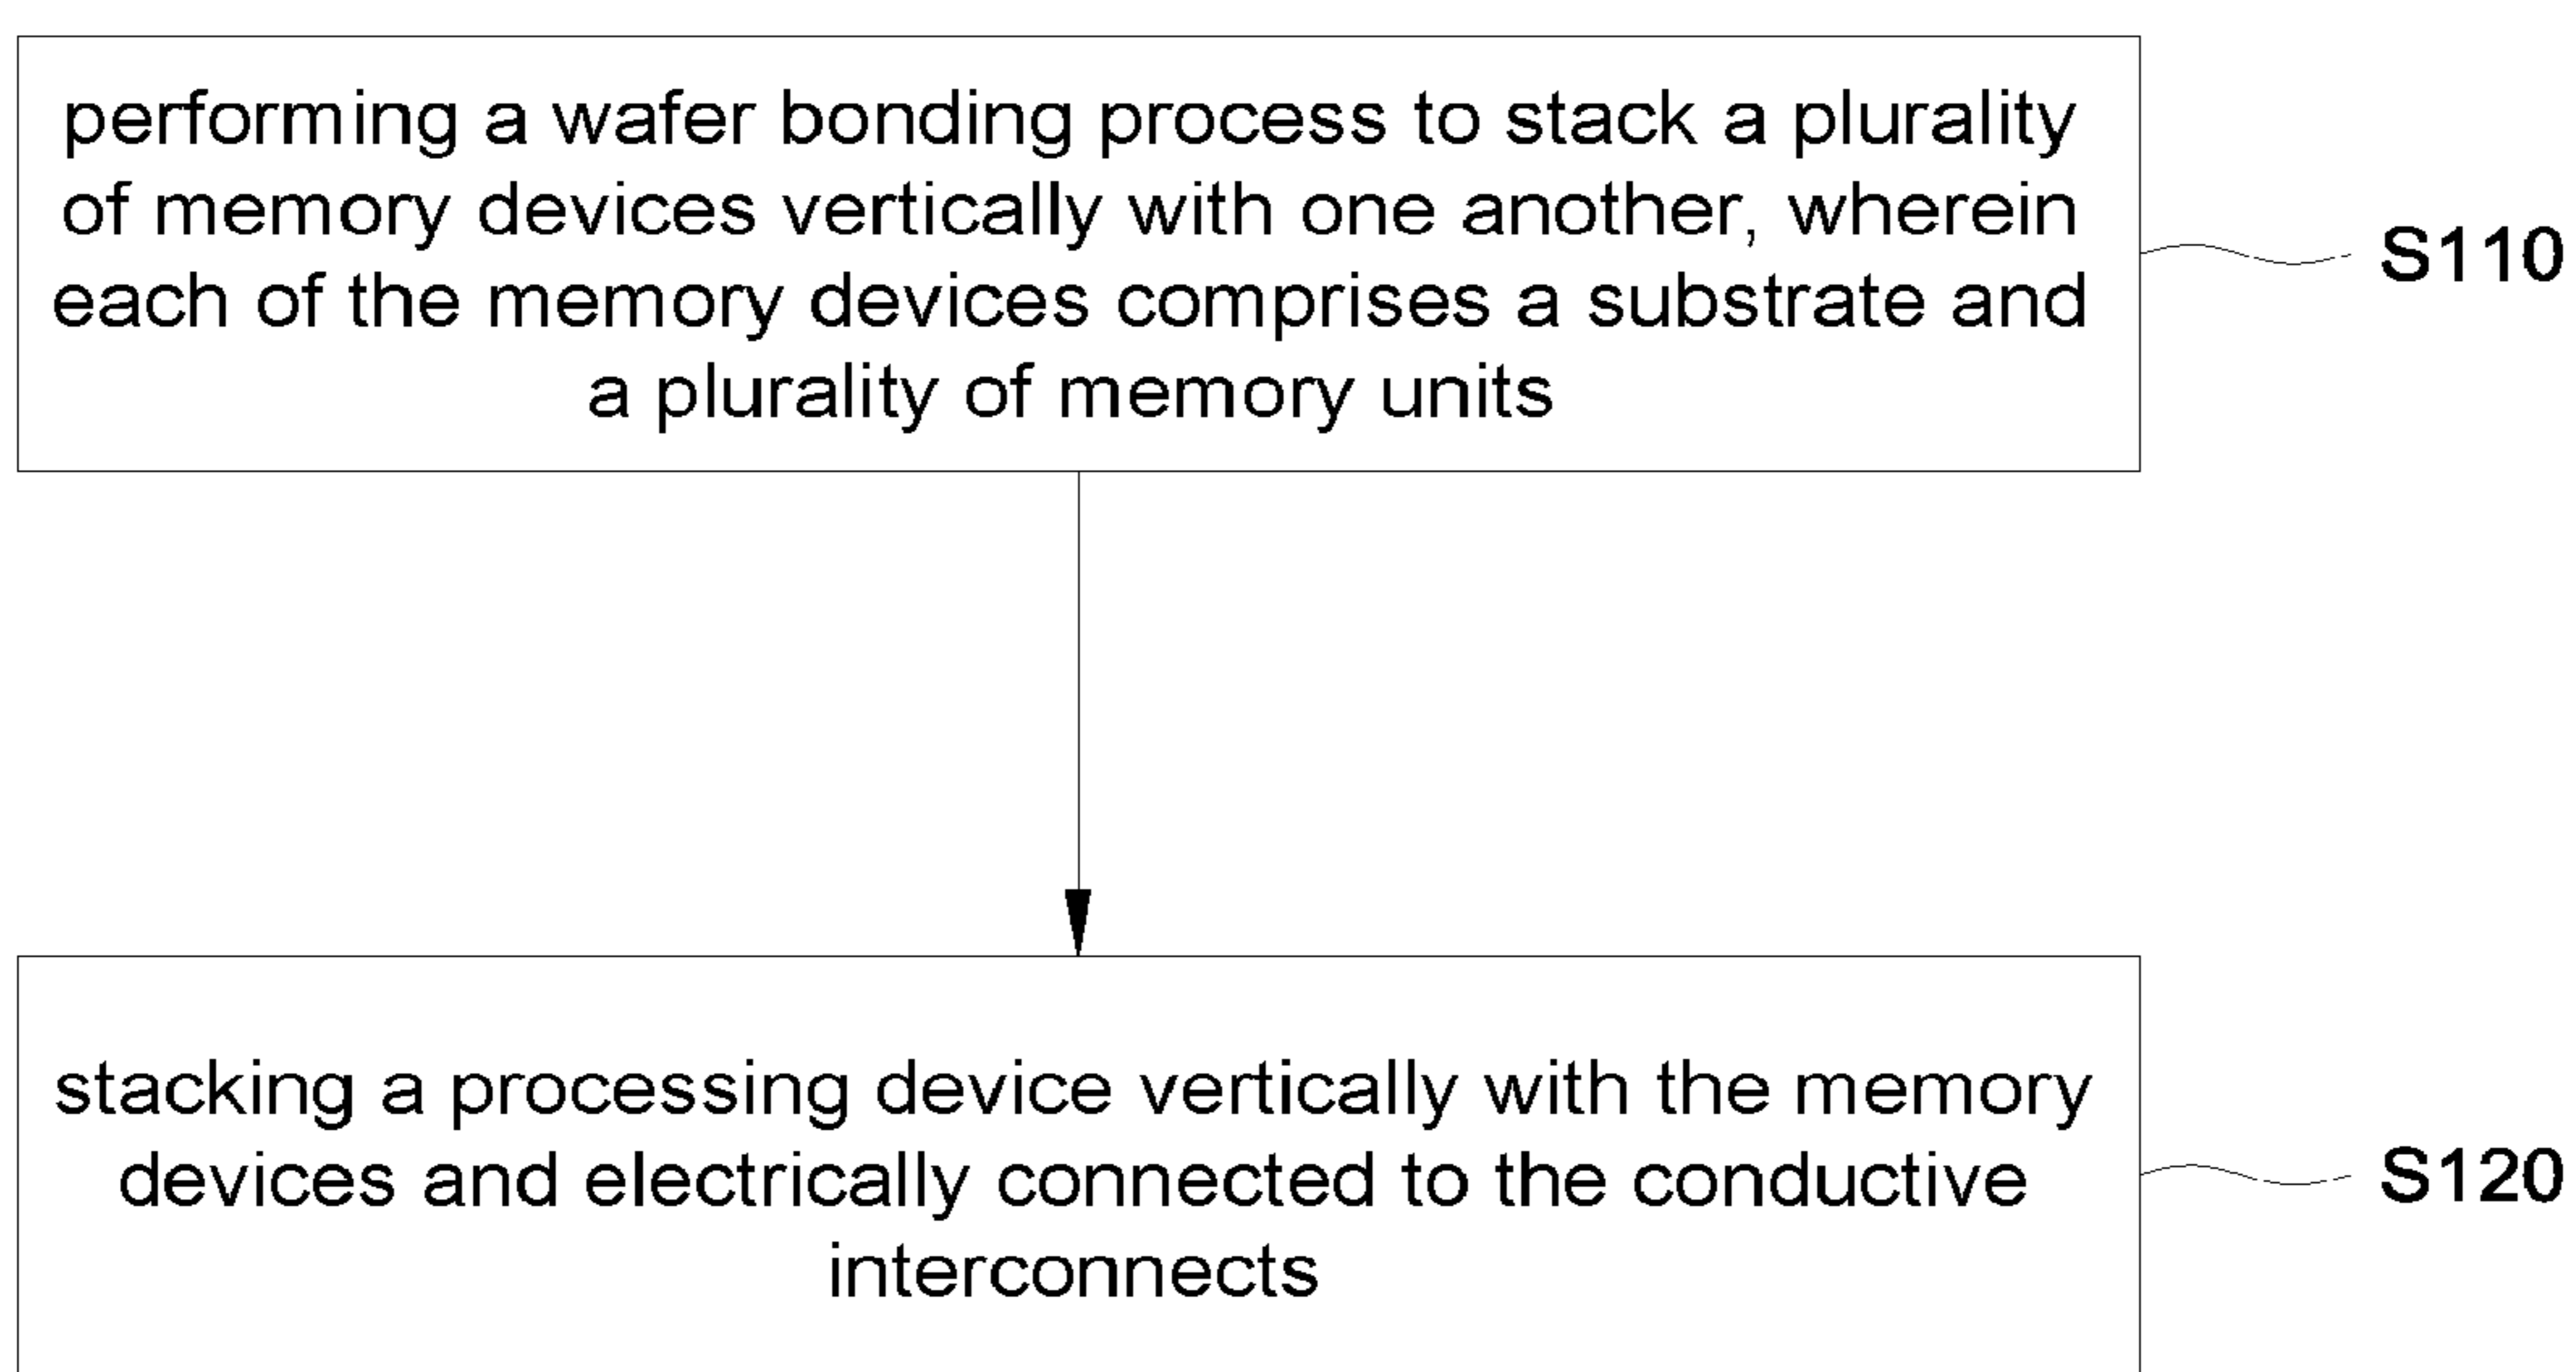 performing a wafer bonding process to stack a plurality
of memory devices vertically with one another, wherein
each of the memory devices comprises a substrate and
a plurality of memory units
S110
stacking a processing device vertically with the memory
devices and electrically connected to the conductive
interconnects
S120